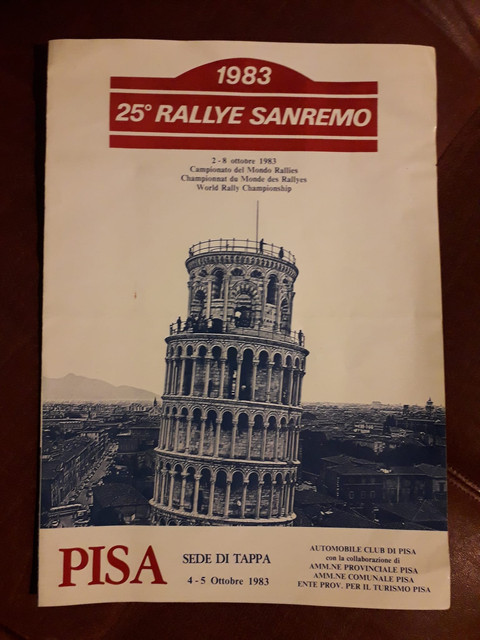 1983
25° RALLYE SANREMO
2-8 ottobre 1983
Campionato del Mondo Rallies
Championnat du Monde des Rallyes
World Rally Championship
PISA
SEDE DI TAPPA
4-5 Ottobre 1983
AUTOMOBILE CLUB DI PISA
con la collaborazione di
AMM.NE PROVINCIALE PISA
AMM.NE COMUNALE PISA
ENTE PROV. PER IL TURISMO PISA